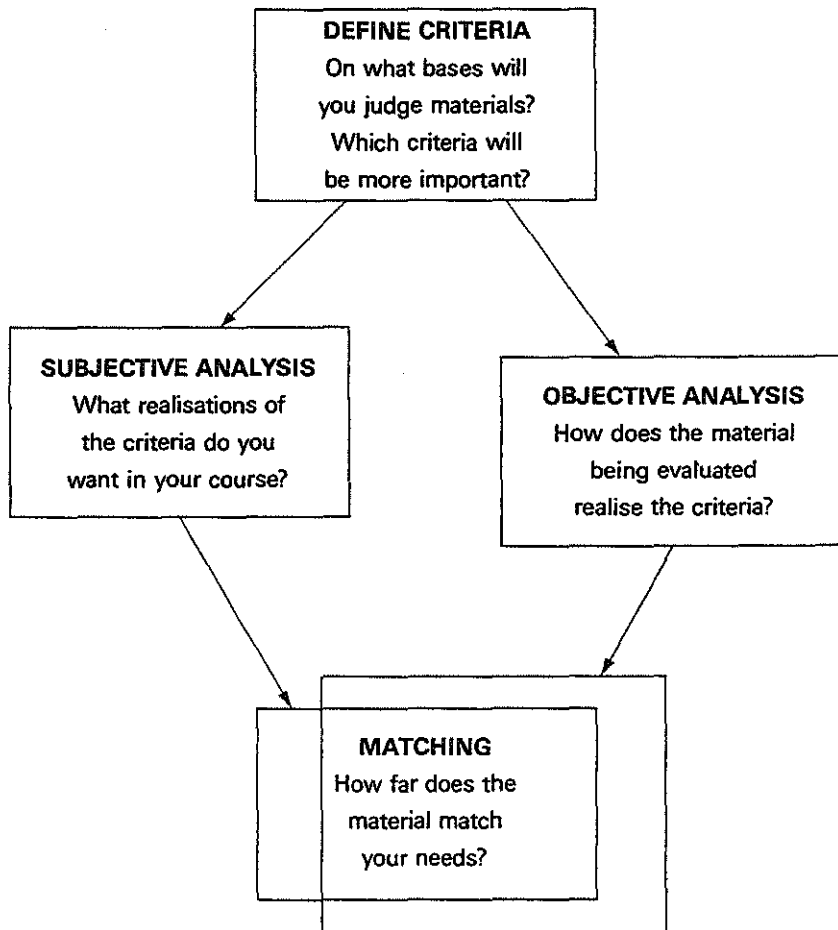 DEFINE CRITERIA
On what bases will
you judge materials?
Which criteria will
be more important?
SUBJECTIVE ANALYSIS
What realisations of
the criteria do you
want in your course?
OBJECTIVE ANALYSIS
How does the material
being evaluated
realise the criteria?
MATCHING
How far does the
material match
your needs?